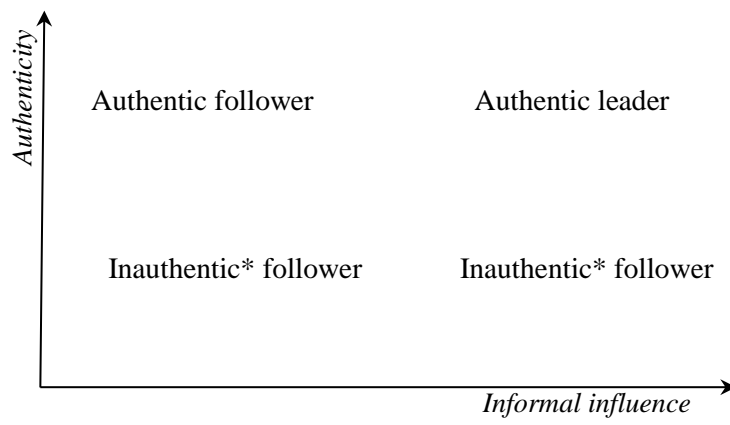 Authenticity
Authentic follower
Authentic leader
Inauthentic* follower
Inauthentic* follower
Informal influence